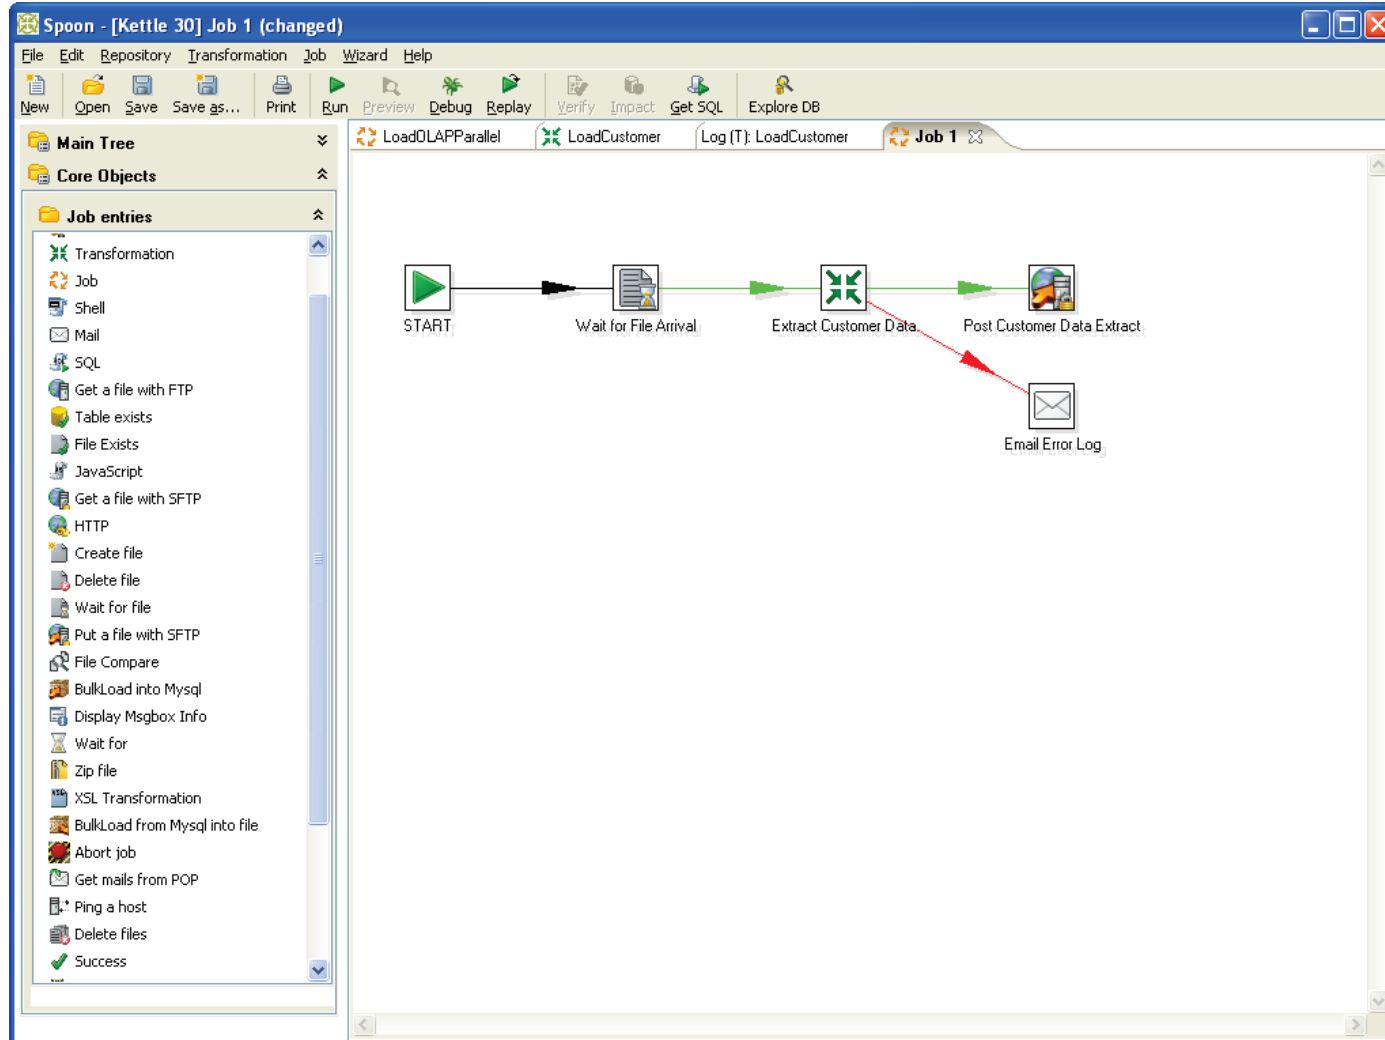 Spoon - [Kettle 30] Job 1 (changed)
File Edit Repository Transformation Job Wizard Help
New Open Save Save as... Print Run Preview Debug Replay Verify Impact Get SQL Explore DB
Main Tree
Core Objects
Job entries
Transformation
Job
Shell
Mail
SQL
Get a file with FTP
Table exists
File Exists
JavaScript
Get a file with SFTP
HTTP
Create file
Delete file
Wait for file
Put a file with SFTP
File Compare
BulkLoad into Mysql
Display Msgbox Info
Wait for
Zip file
XSL Transformation
BulkLoad from Mysql into file
Abort job
Get mails from POP
Ping a host
Delete files
Success
LoadOLAPParallel LoadCustomer Log (T): LoadCustomer Job 1
START Wait for File Arrival Extract Customer Data Post Customer Data Extract
Email Error Log